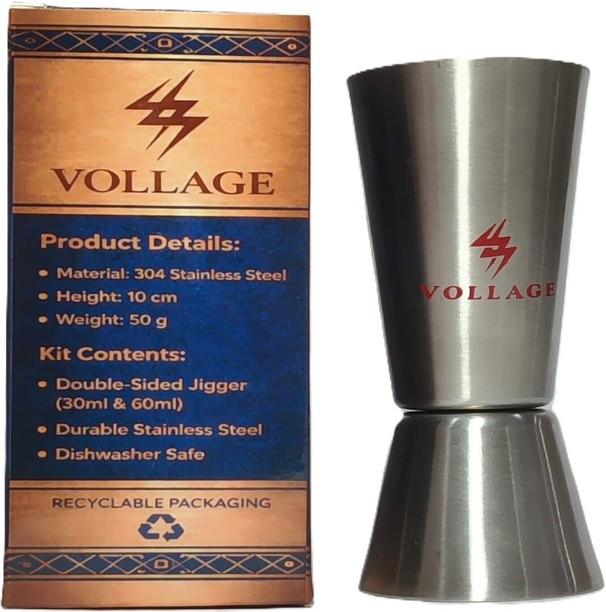 VOLLAGE
Product Details:
• Material: 304 Stainless Steel
• Height: 10 cm
• Weight: 50 g
Kit Contents:
• Double-Sided Jigger
(30ml & 60ml)
• Durable Stainless Steel
• Dishwasher Safe
RECYCLABLE PACKAGING
VOLLAGE